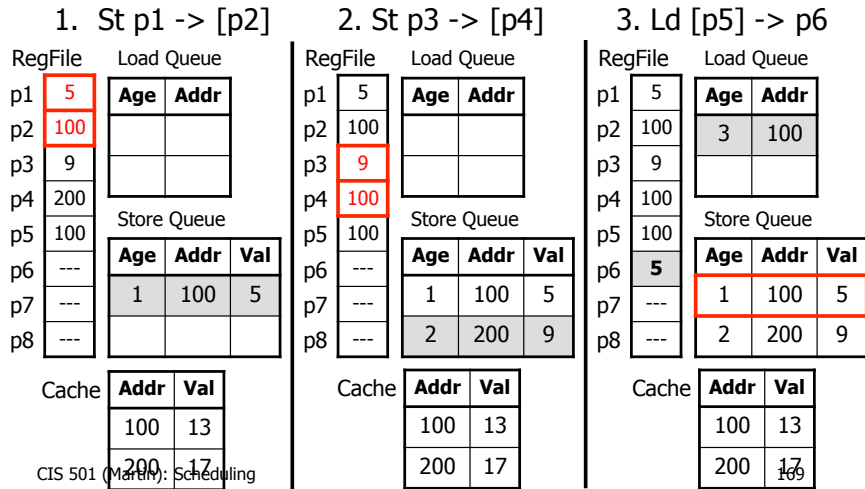 1. St p1 -> [p2]
RegFile Load Queue
p1 5 Age Addr
p2 100
p3 9
p4 200
p5 100 Store Queue
p6 --- Age Addr Val
p7 --- 1 100 5
p8 ---
Cache Addr Val
100 13
200 17
2. St p3 -> [p4]
RegFile Load Queue
p1 5 Age Addr
p2 100
p3 9
p4 100
p5 100 Store Queue
p6 --- Age Addr Val
p7 --- 1 100 5
p8 --- 2 200 9
Cache Addr Val
100 13
200 17
3. Ld [p5] -> p6
RegFile Load Queue
p1 5 Age Addr
p2 100 3 100
p3 9
p4 100
p5 100 Store Queue
p6 5 Age Addr Val
p7 --- 1 100 5
p8 --- 2 200 9
Cache Addr Val
100 13
200 17
CIS 501 (Martin): Scheduling
169